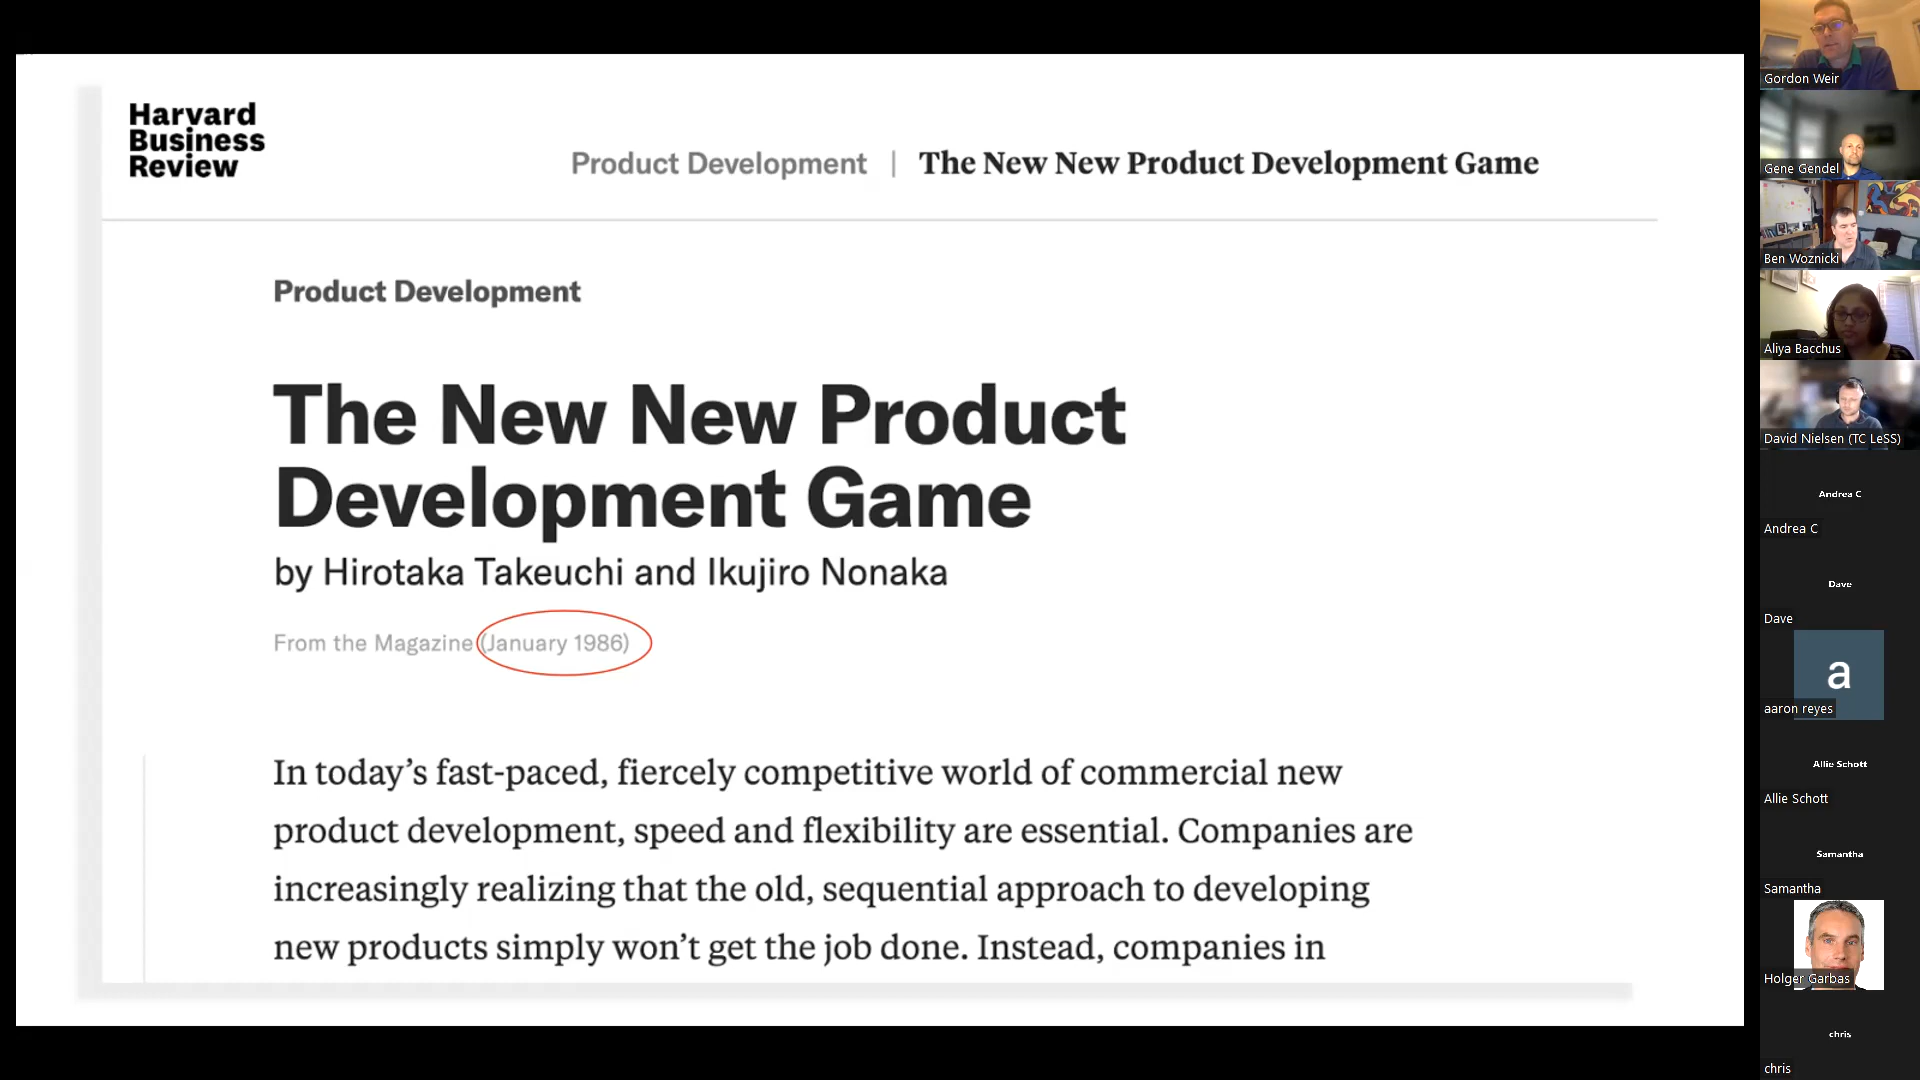 Harvard
Business
Review
Product Development | The New New Product Development Game
Product Development
The New New Product
Development Game
by Hirotaka Takeuchi and Ikujiro Nonaka
From the Magazine (January 1986)
In today’s fast-paced, fiercely competitive world of commercial new
product development, speed and flexibility are essential. Companies are
increasingly realizing that the old, sequential approach to developing
new products simply won’t get the job done. Instead, companies in
Gordon Weir
Gene Gendel
Ben Woznicki
Aliya Bacchus
David Nielsen (TC LeSS)
Andrea C
Andrea C
Dave
Dave
a
aaron reyes
Allie Schott
Allie Schott
Samantha
Samantha
Holger Garbas
chris
chris